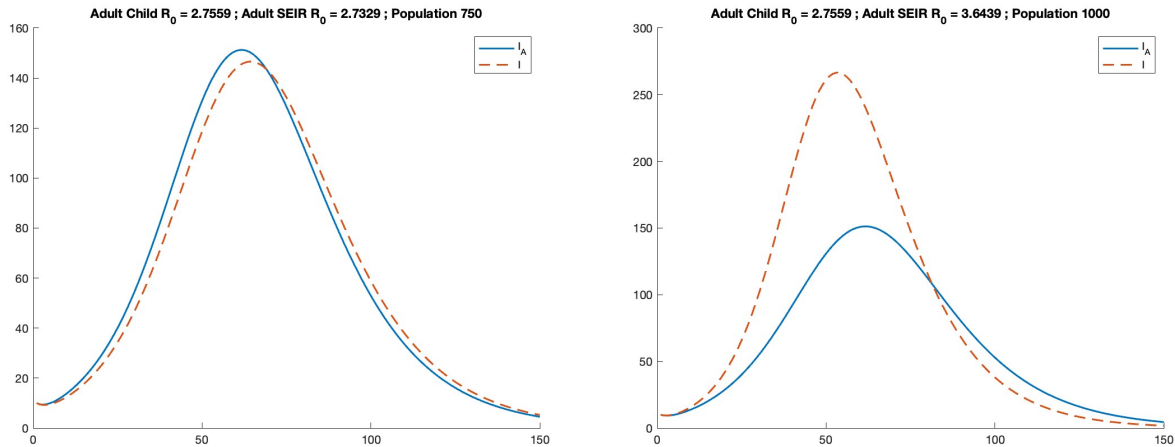 Adult Child R0 = 2.7559 ; Adult SEIR R0 = 2.7329 ; Population 750
160
140
120
100
80
60
40
20
0
0 50 100 150
IA
I
Adult Child R0 = 2.7559 ; Adult SEIR R0 = 3.6439 ; Population 1000
300
250
200
150
100
50
0
0 50 100 150
IA
I